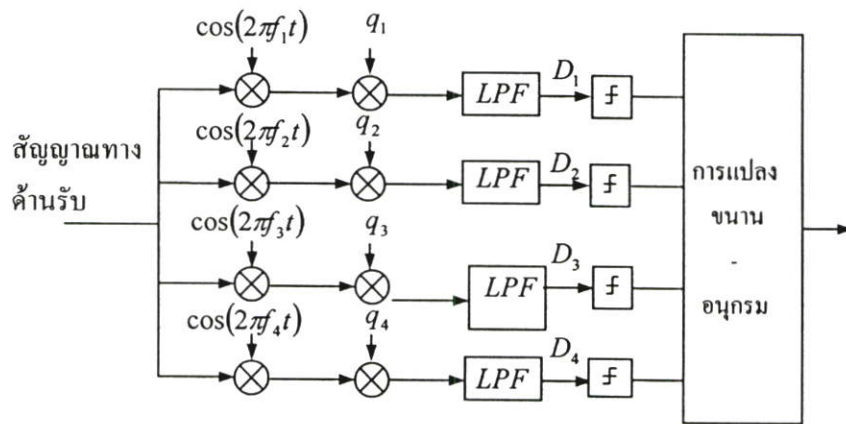 cos(2πf₁t)
q₁
LPF
D₁
cos(2πf₂t)
q₂
LPF
D₂
cos(2πf₃t)
q₃
LPF
D₃
cos(2πf₄t)
q₄
LPF
D₄
สัญญาณทาง
ด้านรับ
การแปลง
ขนาน
-
อนุกรม